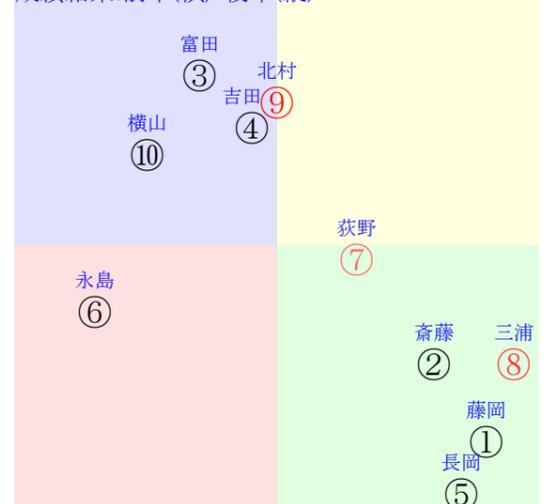 富田
③
北村
吉田
⑨
④
横山
⑩
荻野
⑦
永島
⑥
斎藤
三浦
②
⑧
藤岡
①
長岡
⑤